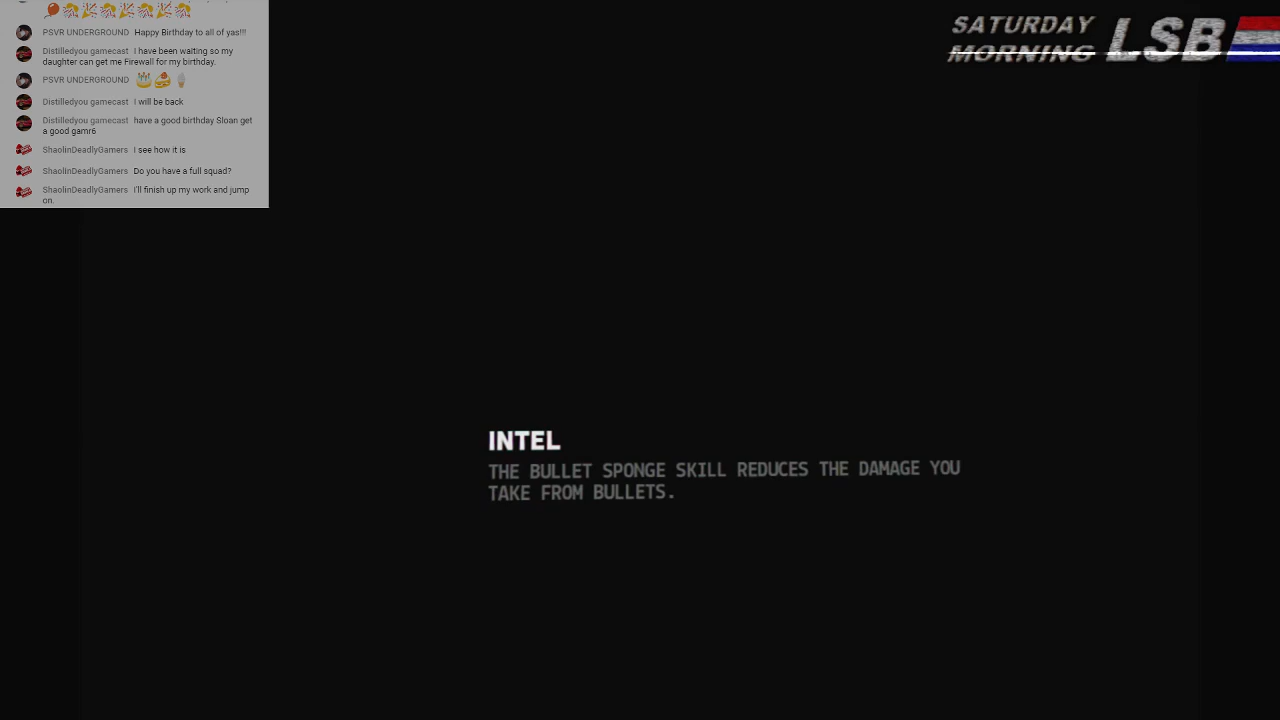 PSVR UNDERGROUND Happy Birthday to all of yas!!!
Distilledyou gamecast I have been waiting so my
daughter can get me Firewall for my birthday.
PSVR UNDERGROUND
Distilledyou gamecast I will be back
Distilledyou gamecast have a good birthday Sloan get
a good gamr6
ShaolinDeadlyGamers I see how it is
ShaolinDeadlyGamers Do you have a full squad?
ShaolinDeadlyGamers I'll finish up my work and jump
on.
SATURDAY
MORNING LSB
INTEL
THE BULLET SPONGE SKILL REDUCES THE DAMAGE YOU
TAKE FROM BULLETS.